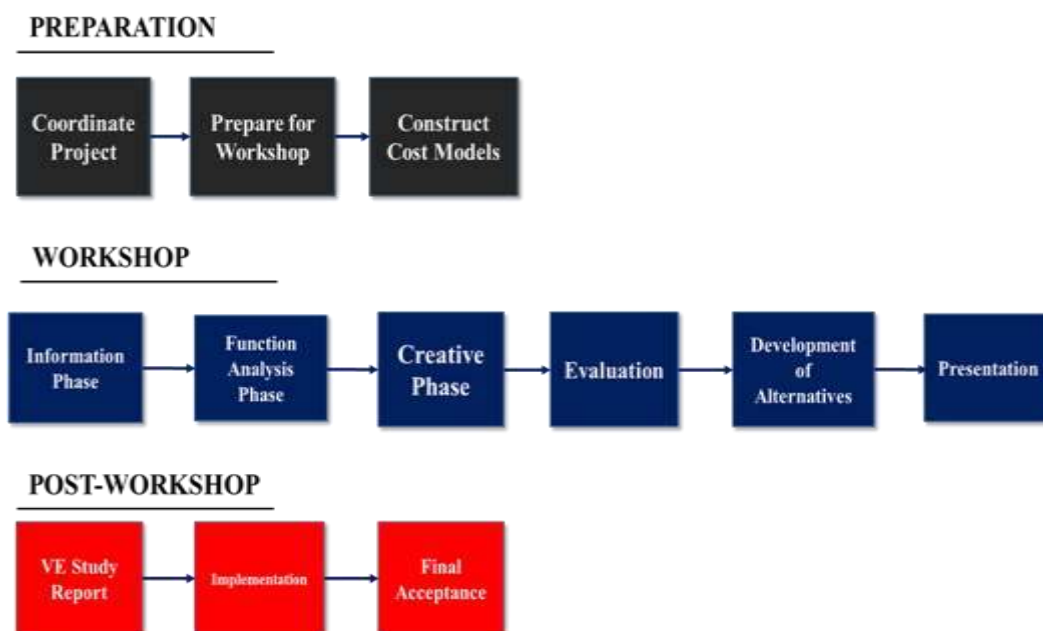 PREPARATION
Coordinate
Project
Prepare for
Workshop
Construct
Cost Models
WORKSHOP
Information
Phase
Function
Analysis
Phase
Creative
Phase
Evaluation
Development
of
Alternatives
Presentation
POST-WORKSHOP
VE Study
Report
Implementation
Final
Acceptance